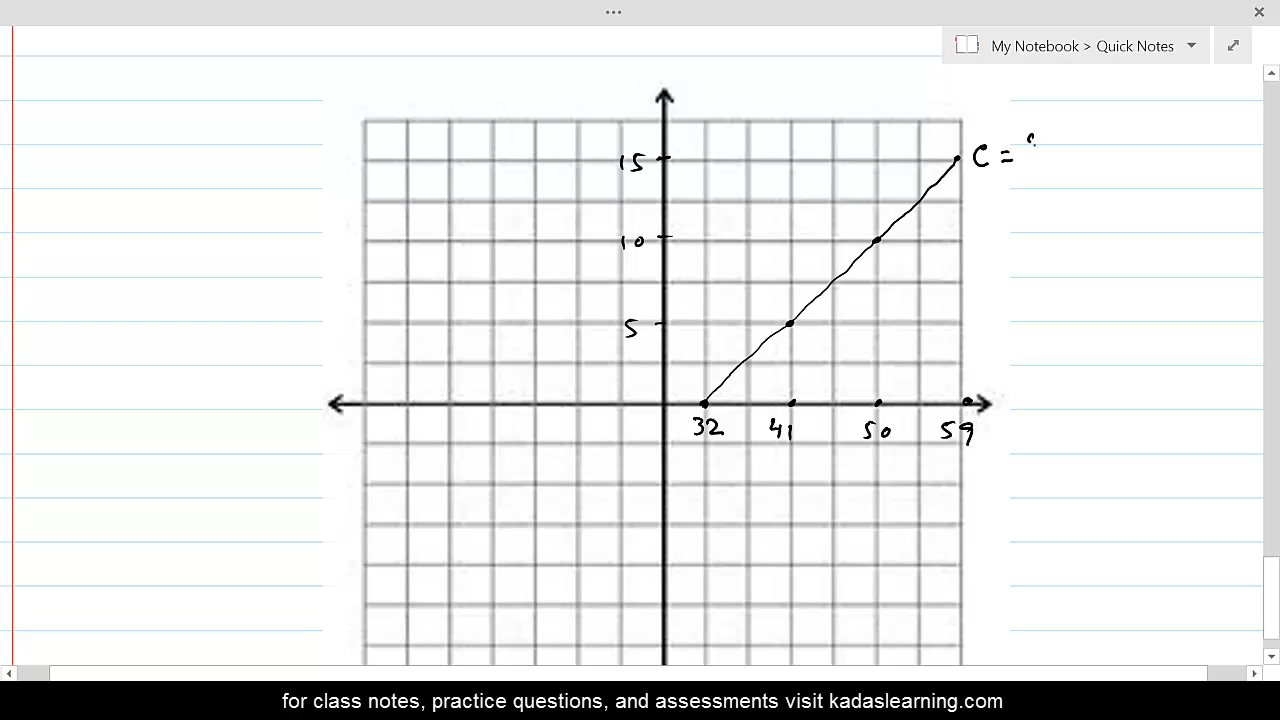 My Notebook > Quick Notes
15
C =
10
5
32 41 50 59
for class notes, practice questions, and assessments visit kadaslearning.com